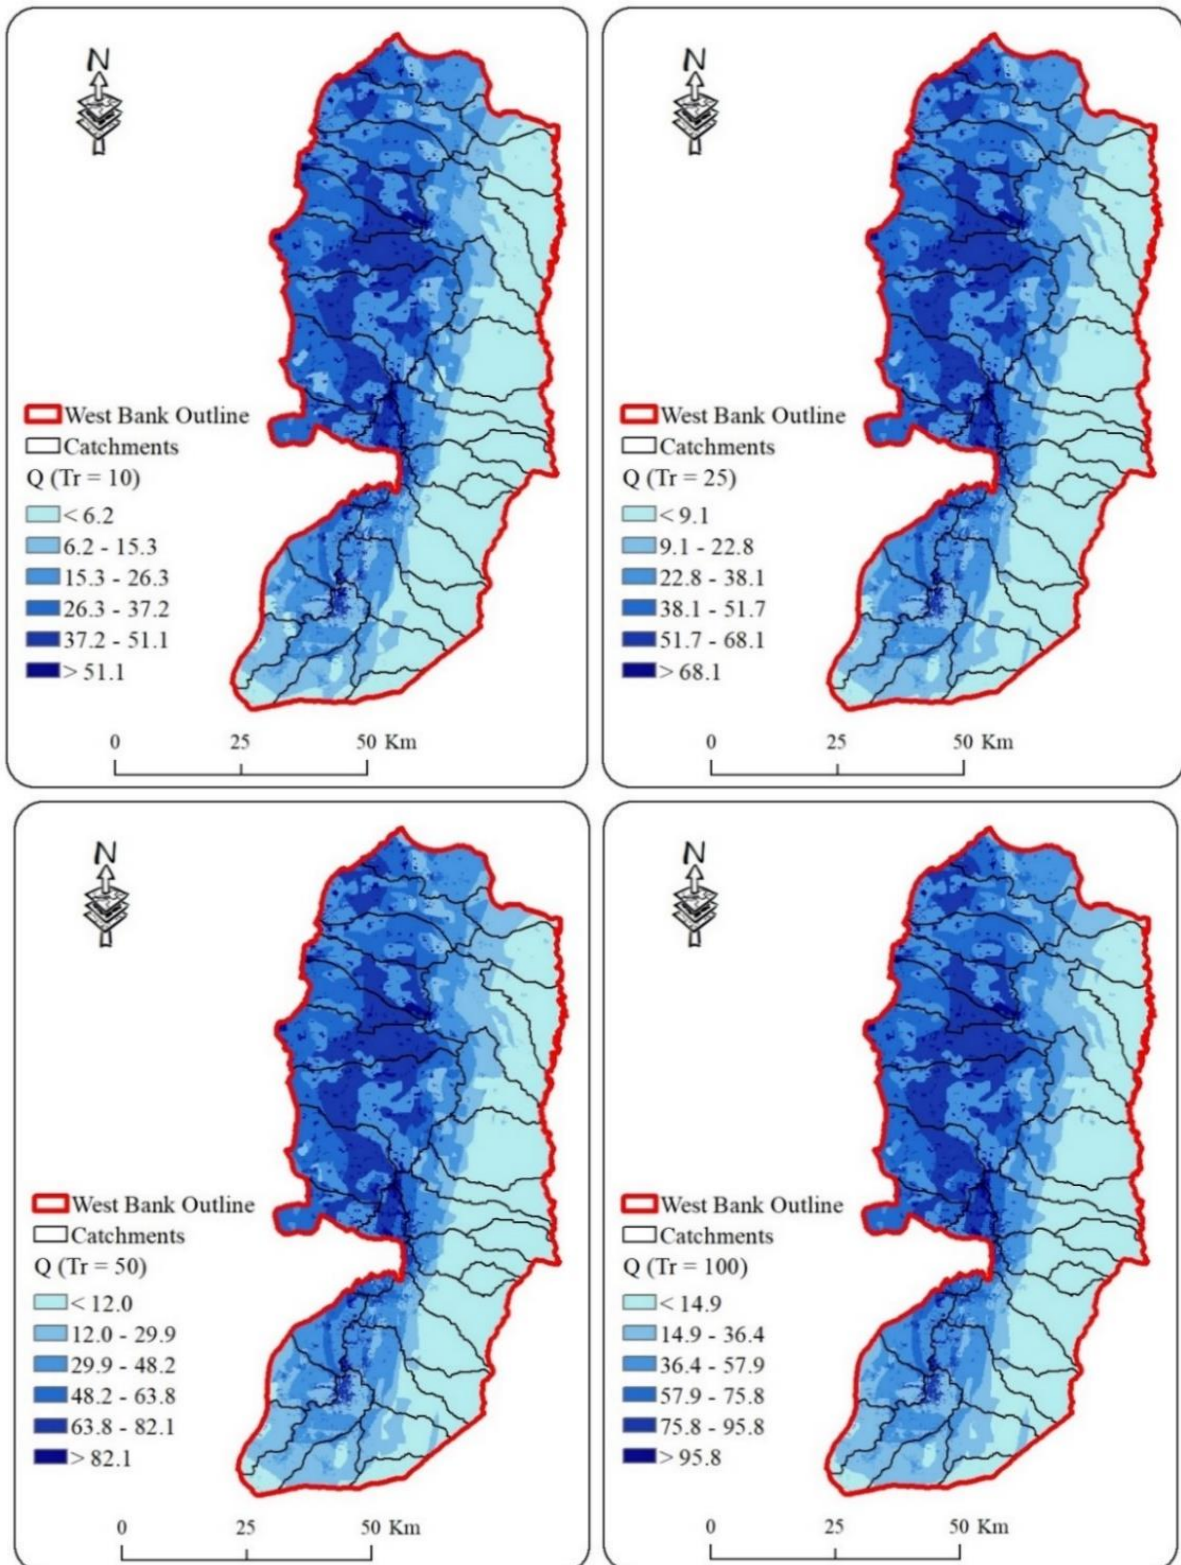 N
West Bank Outline
Catchments
Q (Tr = 10)
< 6.2
6.2 - 15.3
15.3 - 26.3
26.3 - 37.2
37.2 - 51.1
> 51.1
0 25 50 Km
N
West Bank Outline
Catchments
Q (Tr = 25)
< 9.1
9.1 - 22.8
22.8 - 38.1
38.1 - 51.7
51.7 - 68.1
> 68.1
0 25 50 Km
N
West Bank Outline
Catchments
Q (Tr = 50)
< 12.0
12.0 - 29.9
29.9 - 48.2
48.2 - 63.8
63.8 - 82.1
> 82.1
0 25 50 Km
N
West Bank Outline
Catchments
Q (Tr = 100)
< 14.9
14.9 - 36.4
36.4 - 57.9
57.9 - 75.8
75.8 - 95.8
> 95.8
0 25 50 Km